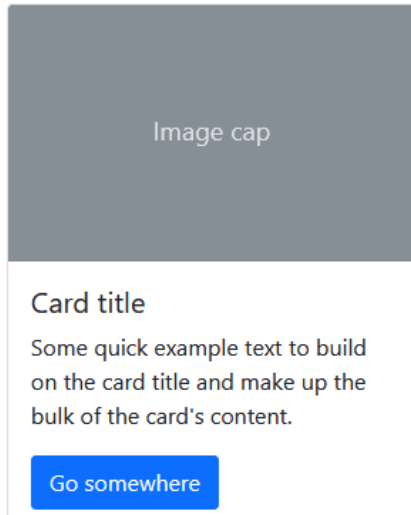 Image cap
Card title
Some quick example text to build
on the card title and make up the
bulk of the card's content.
Go somewhere